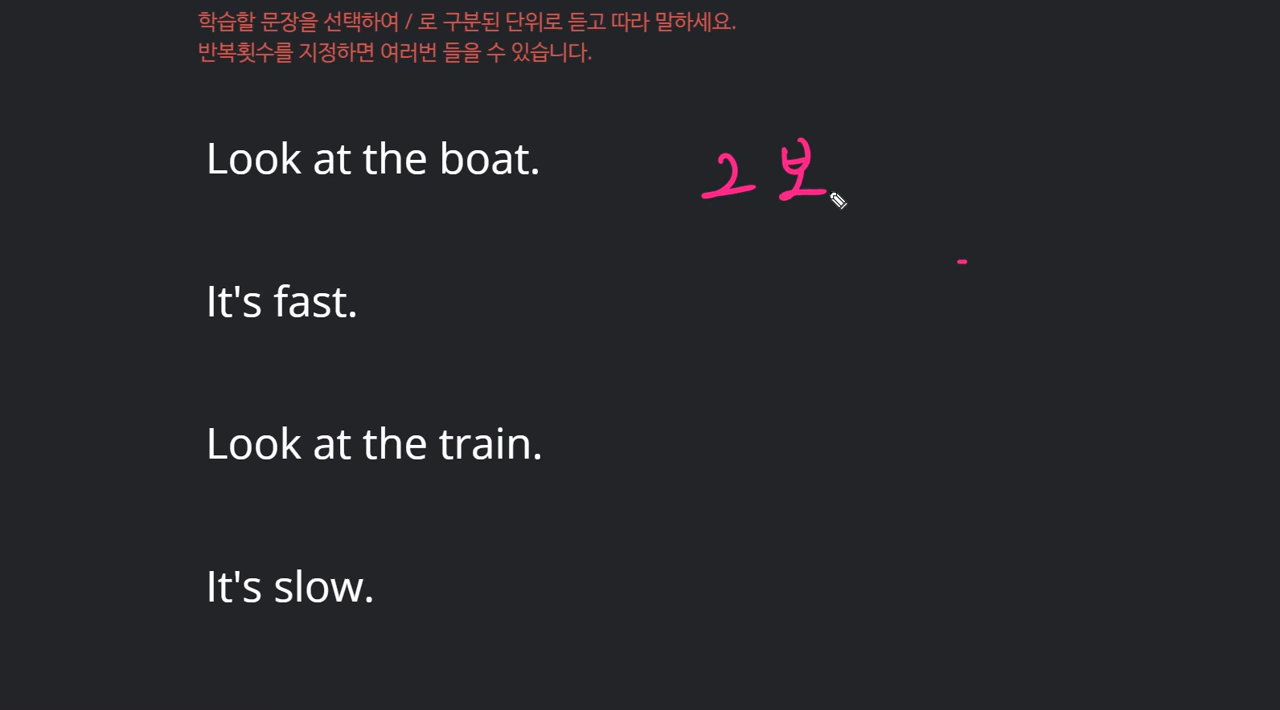 학습할 문장을 선택하여 / 로 구분된 단위로 듣고 따라 말하세요.
반복횟수를 지정하면 여러번 들을 수 있습니다.
Look at the boat. 그 보
It's fast.
Look at the train.
It's slow.